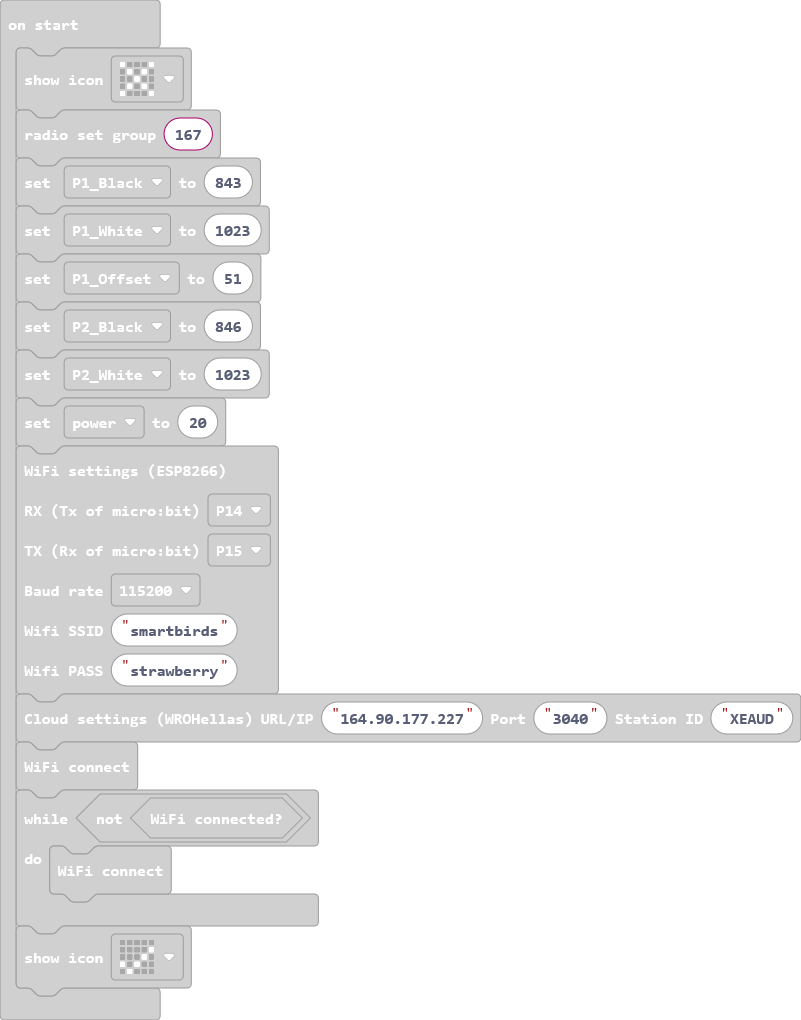 on start
show icon
radio set group 167
set P1_Black to 843
set P1_White to 1023
set P1_Offset to 51
set P2_Black to 846
set P2_White to 1023
set power to 20
WiFi settings (ESP8266)
RX (Tx of micro:bit) P14
TX (Rx of micro:bit) P15
Baud rate 115200
Wifi SSID "smartbirds"
Wifi PASS "strawberry"
Cloud settings (WROHellas) URL/IP "164.90.177.227" Port "3040" Station ID "XEAUD"
WiFi connect
while not WiFi connected?
do
WiFi connect
show icon